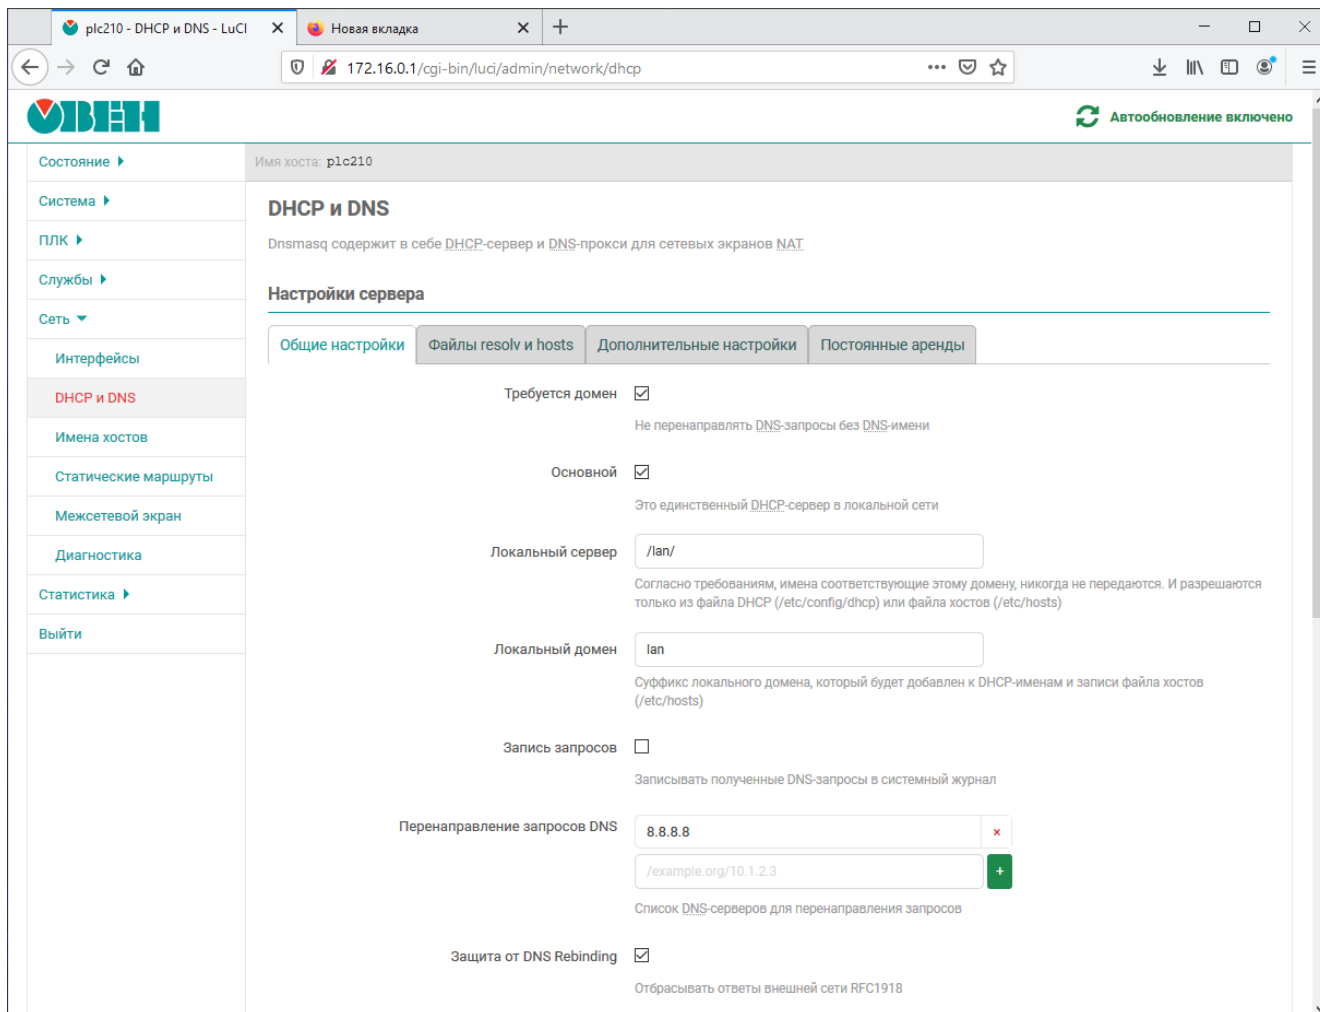 plc210 - DHCP и DNS - LuCI
Новая вкладка
172.16.0.1/cgi-bin/luci/admin/network/dhcp
ОВЕН
Автообновление включено
Состояние
Имя хоста: plc210
Система
ПЛК
Службы
Сеть
Интерфейсы
DHCP и DNS
Имена хостов
Статические маршруты
Межсетевой экран
Диагностика
Статистика
Выйти
DHCP и DNS
Dnsmasq содержит в себе DHCP-сервер и DNS-прокси для сетевых экранов NAT
Настройки сервера
Общие настройки
Файлы resolv и hosts
Дополнительные настройки
Постоянные аренды
Требуется домен
Не перенаправлять DNS-запросы без DNS-имени
Основной
Это единственный DHCP-сервер в локальной сети
Локальный сервер
/lan/
Согласно требованиям, имена соответствующие этому домену, никогда не передаются. И разрешаются
только из файла DHCP (/etc/config/dhcp) или файла хостов (/etc/hosts)
Локальный домен
lan
Суффикс локального домена, который будет добавлен к DHCP-именам и записи файла хостов
(/etc/hosts)
Запись запросов
Записывать полученные DNS-запросы в системный журнал
Перенаправление запросов DNS
8.8.8.8
/example.org/10.1.2.3
Список DNS-серверов для перенаправления запросов
Защита от DNS Rebinding
Отбрасывать ответы внешней сети RFC1918